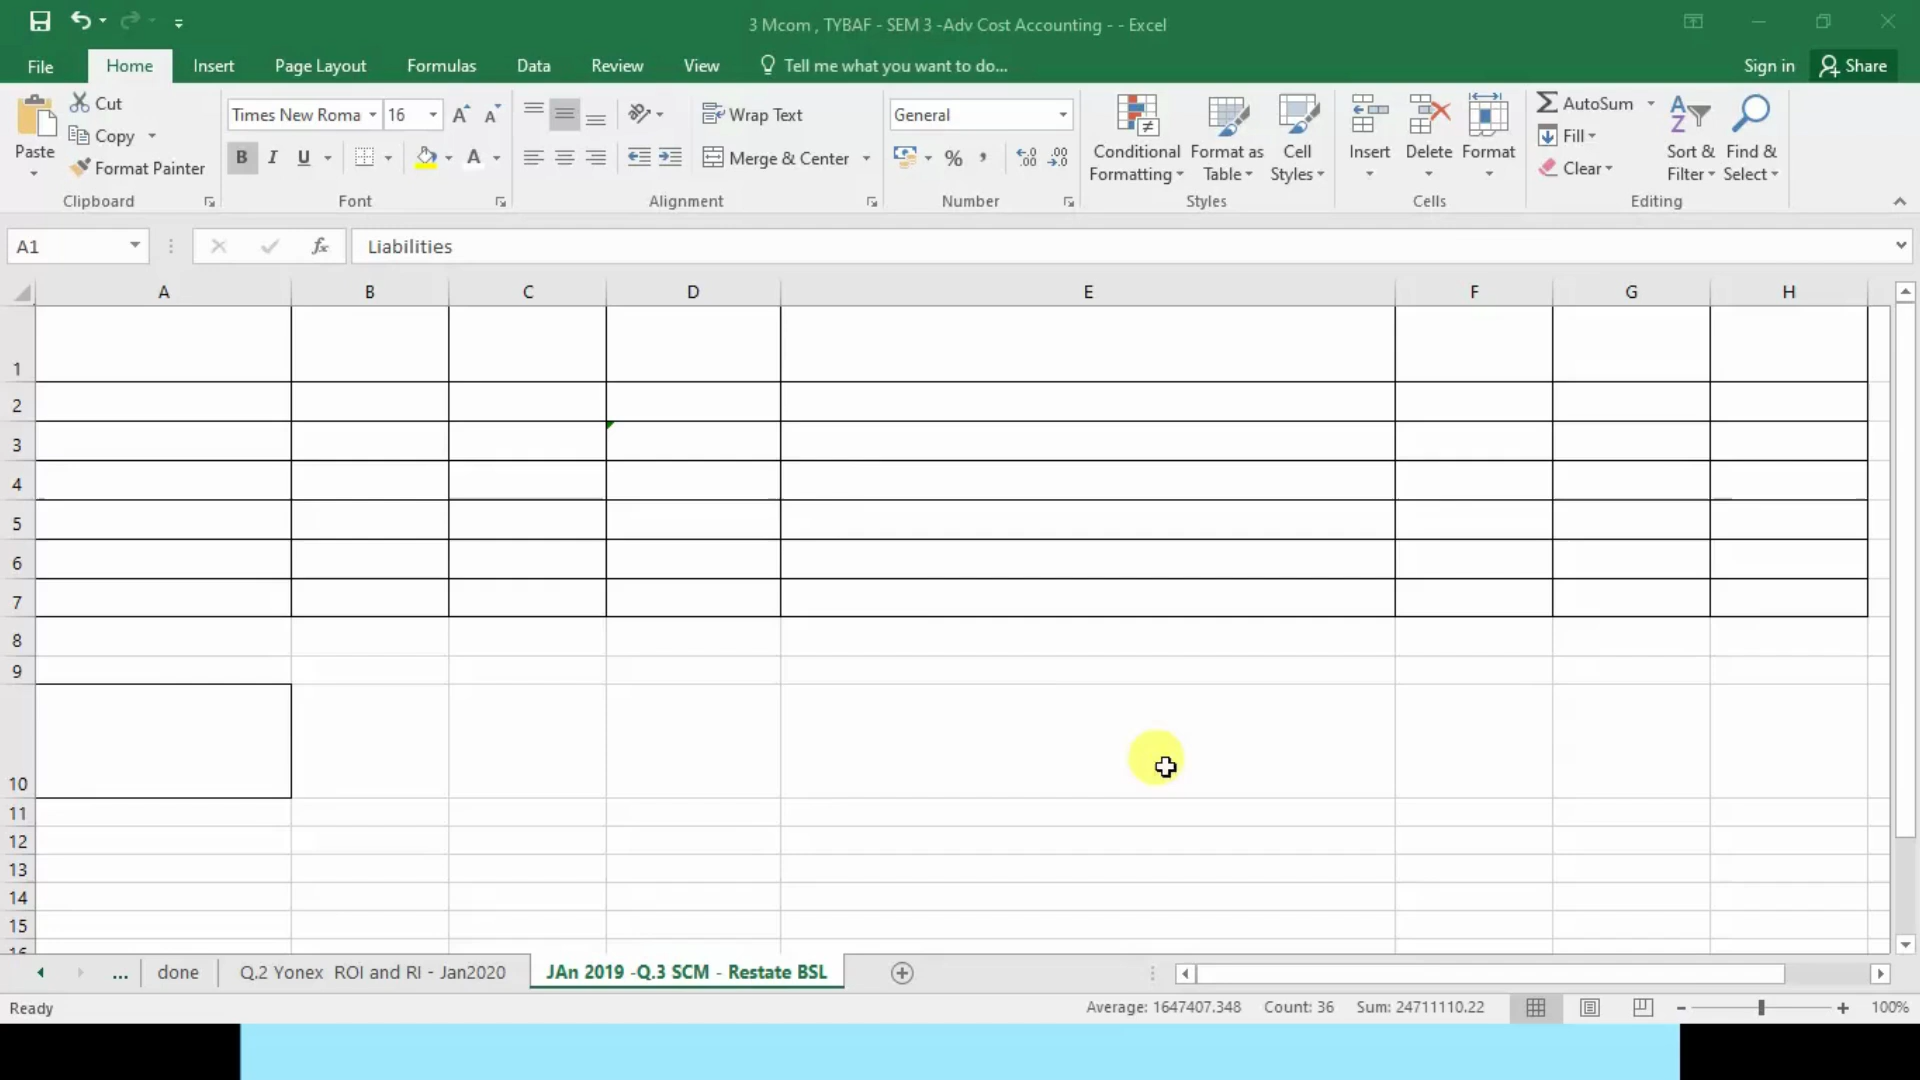 3 Mcom , TYBAF - SEM 3 -Adv Cost Accounting - - Excel
File Home Insert Page Layout Formulas Data Review View Tell me what you want to do... Sign in Share
Cut
Copy
Paste
Format Painter
Clipboard
Times New Roma 16
B I U A
Font
Wrap Text
Merge & Center
Alignment
General
% ,
Number
Conditional Formatting
Format as Table
Cell Styles
Styles
Insert Delete Format
Cells
AutoSum
Fill
Clear
Sort & Filter
Find & Select
Editing
A1 fx Liabilities
A B C D E F G H
1
2
3
4
5
6
7
8
9
10
11
12
13
14
15
16
... done Q.2 Yonex ROI and RI - Jan2020 JAn 2019 -Q.3 SCM - Restate BSL
Ready Average: 1647407.348 Count: 36 Sum: 24711110.22 100%